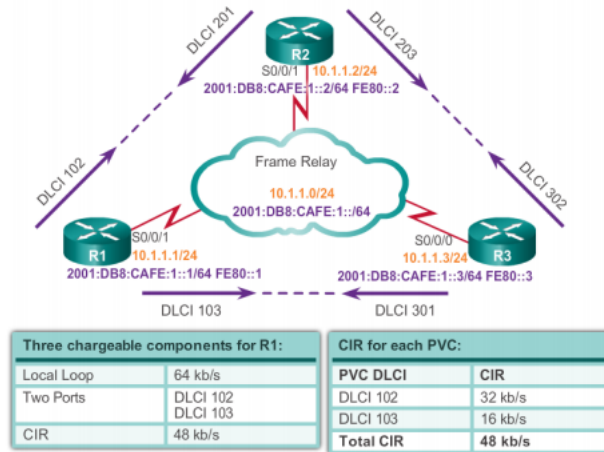 DLCI 201
DLCI 203
R2
S0/0/1 10.1.1.2/24
2001:DB8:CAFE:1::2/64 FE80::2
DLCI 102
DLCI 302
Frame Relay
10.1.1.0/24
2001:DB8:CAFE:1::/64
R1
S0/0/1
10.1.1.1/24
2001:DB8:CAFE:1::1/64 FE80::1
S0/0/0
R3
10.1.1.3/24
2001:DB8:CAFE:1::3/64 FE80::3
DLCI 103
DLCI 301
Three chargeable components for R1:
Local Loop 64 kb/s
Two Ports DLCI 102
DLCI 103
CIR 48 kb/s
CIR for each PVC:
PVC DLCI CIR
DLCI 102 32 kb/s
DLCI 103 16 kb/s
Total CIR 48 kb/s